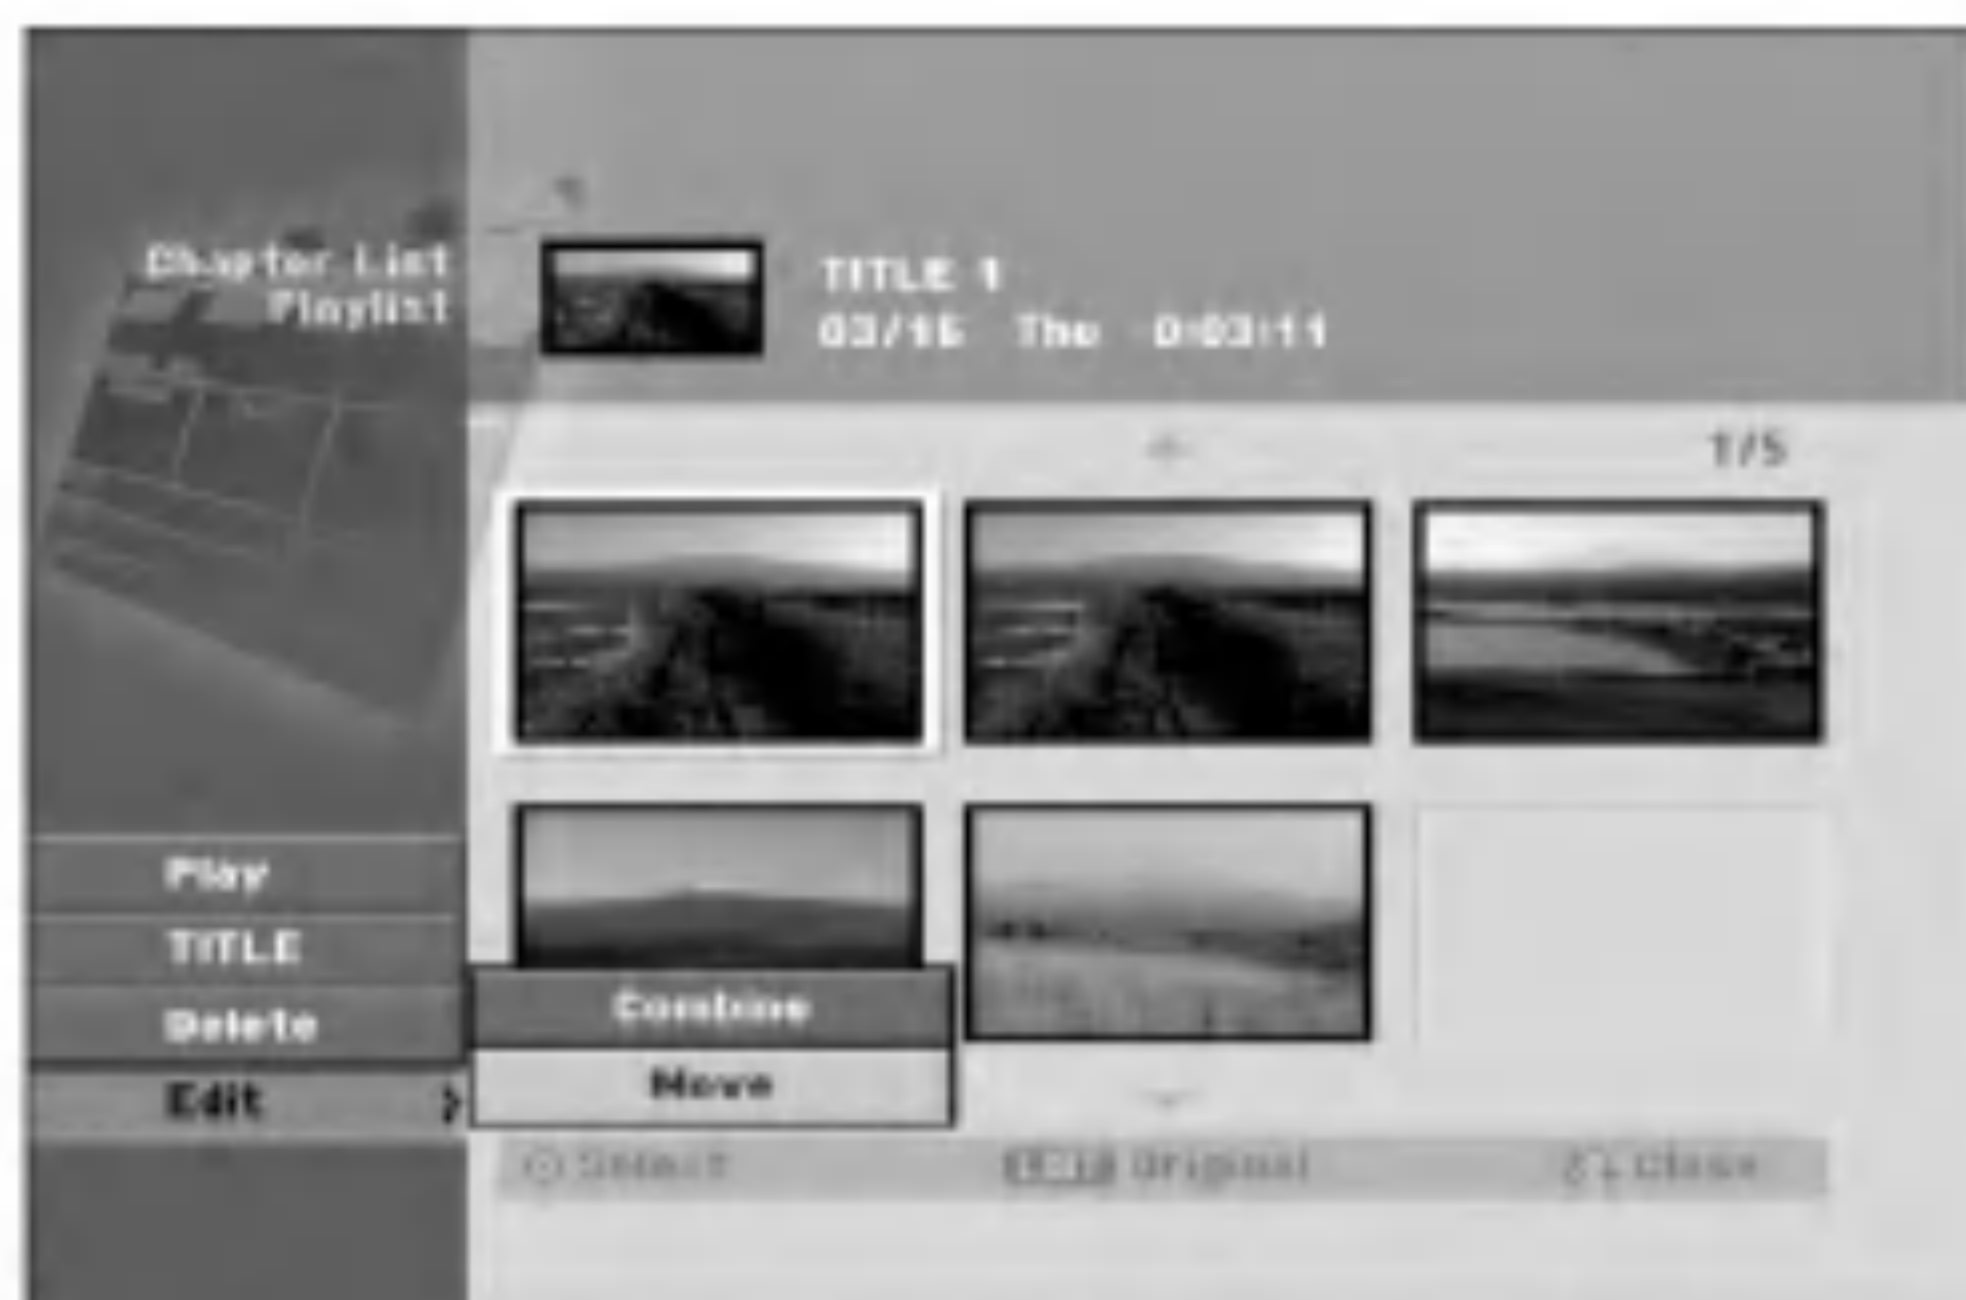 Chapter List
Playlist
TITLE 1
03/15 Thu 0:03:11
1/5
Play
TITLE
Delete
Edit
Combine
Move
Select
Original
Close